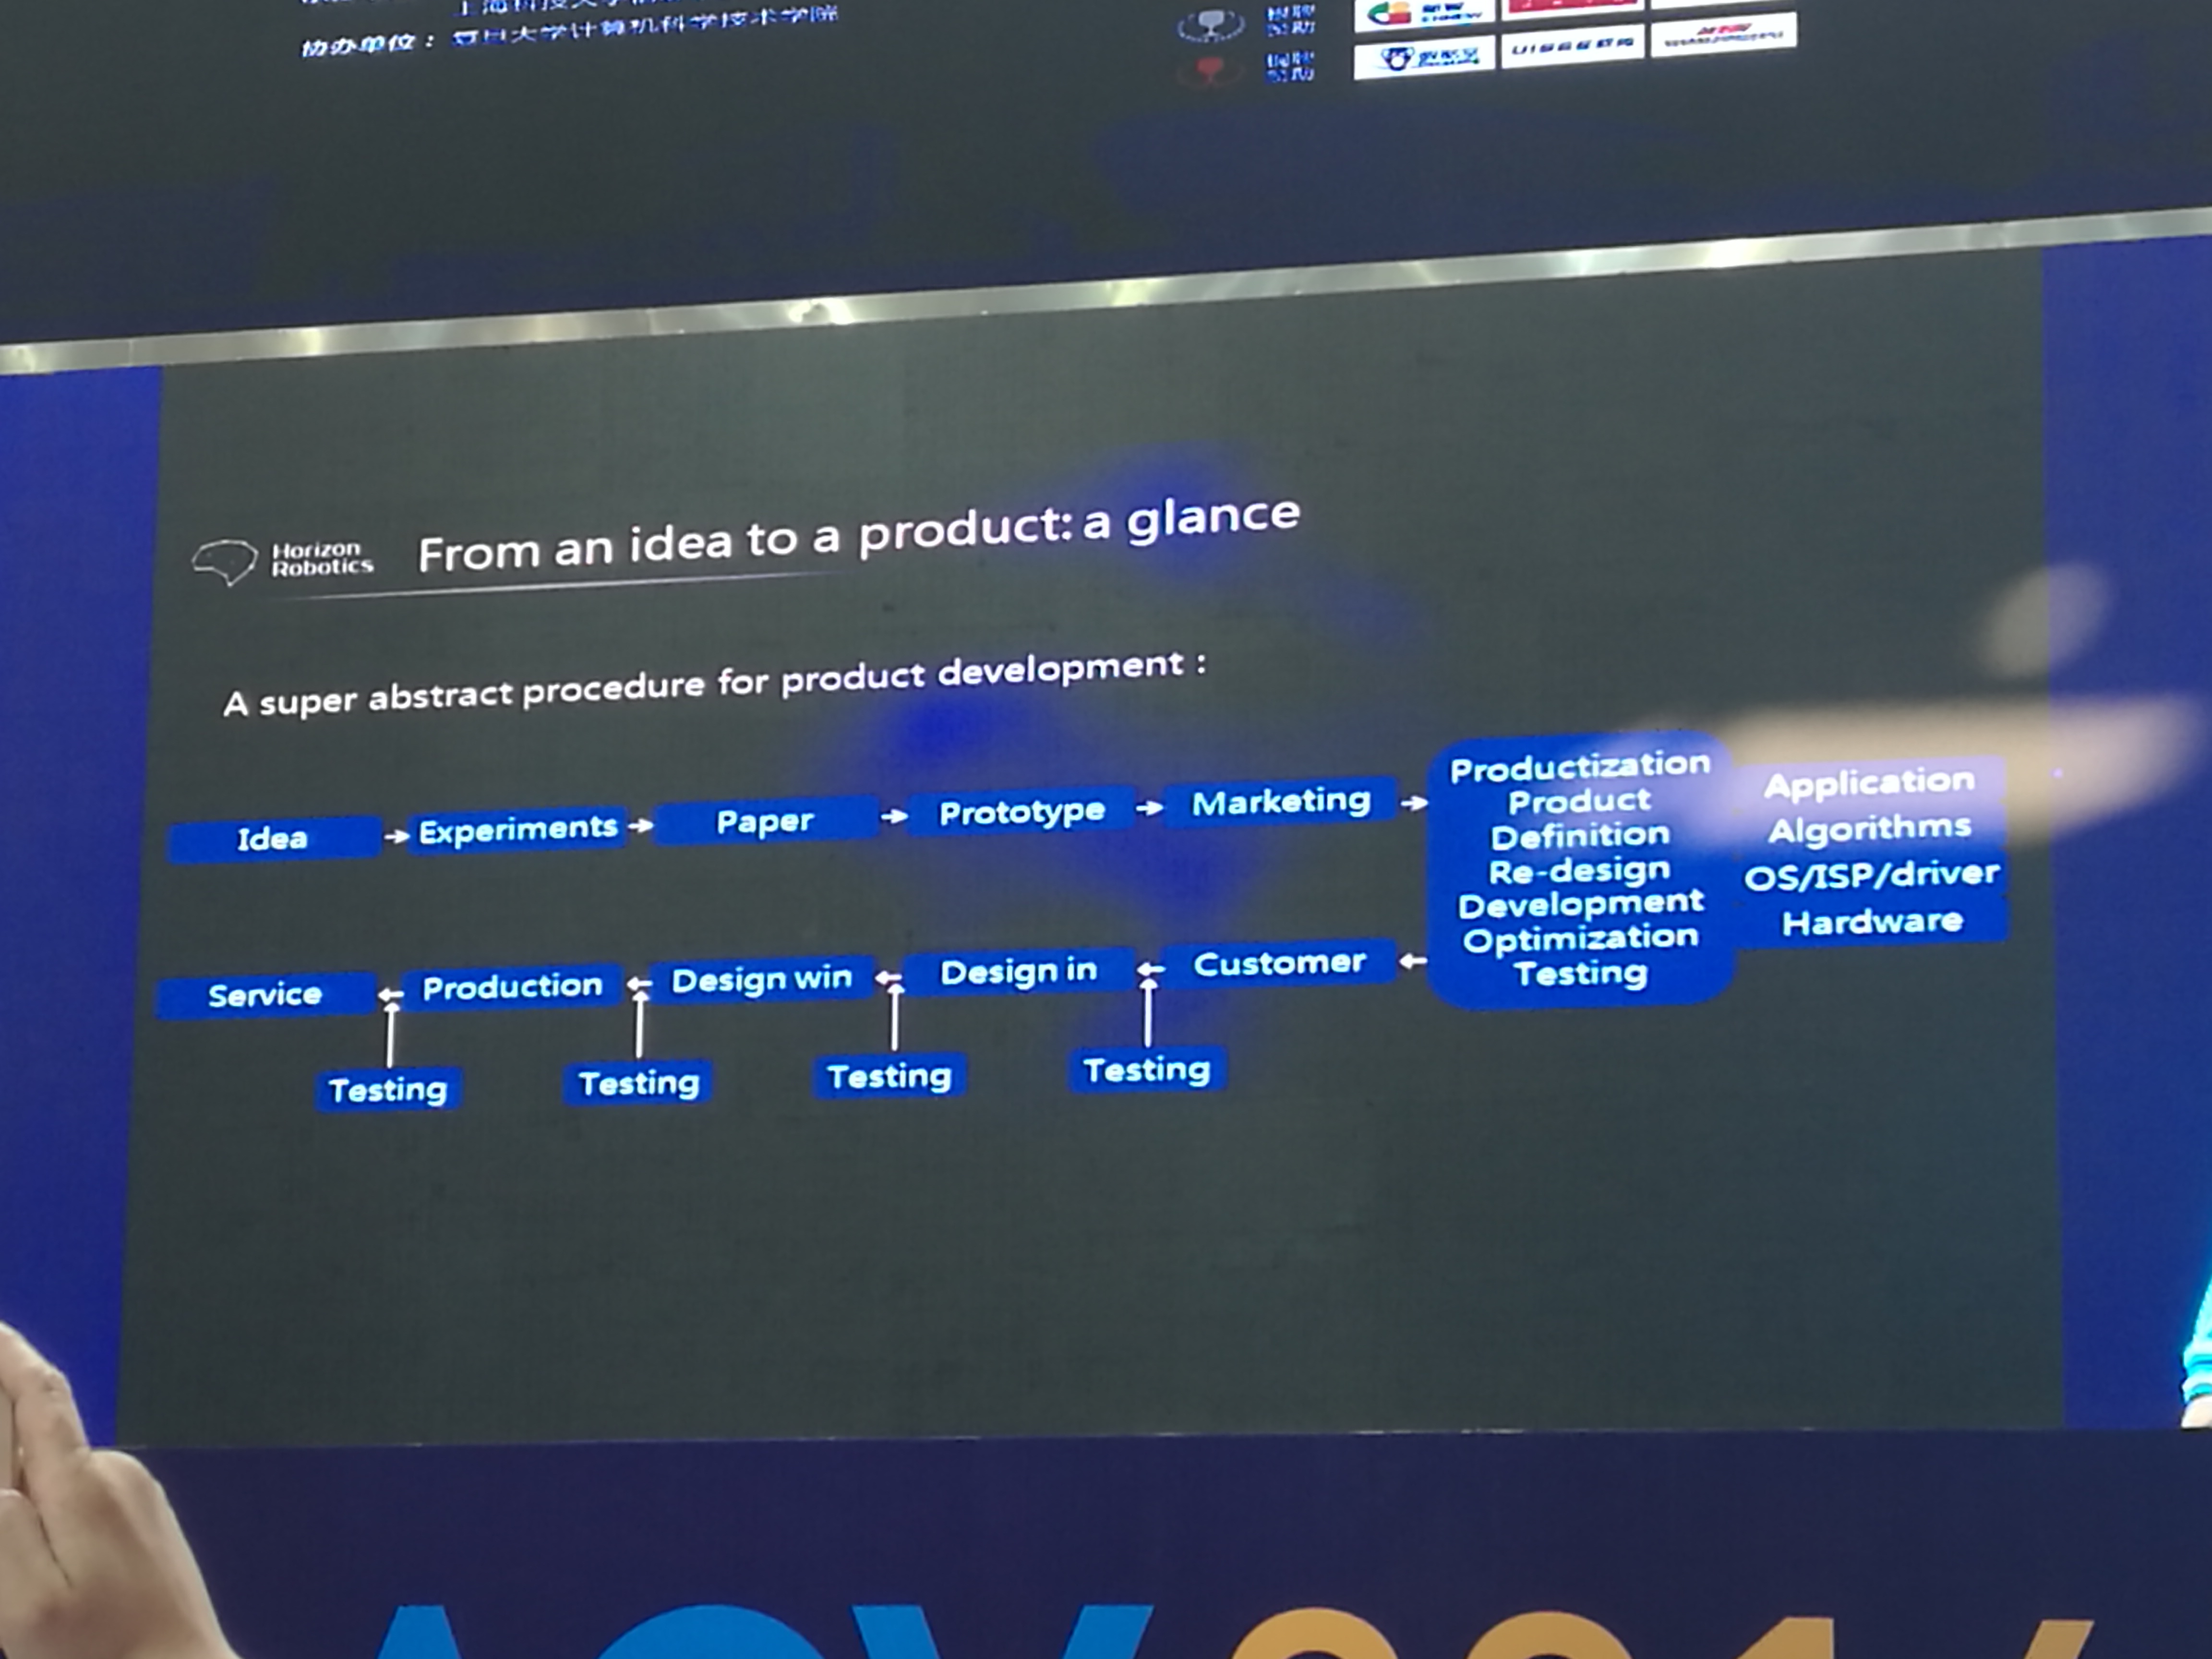 协办单位：复旦大学计算机科学技术学院
Horizon
Robotics
From an idea to a product: a glance
A super abstract procedure for product development :
Idea
Experiments
Paper
Prototype
Marketing
Productization
Product
Definition
Re-design
Development
Optimization
Testing
Application
Algorithms
OS/ISP/driver
Hardware
Service
Production
Design win
Design in
Customer
Testing
Testing
Testing
Testing